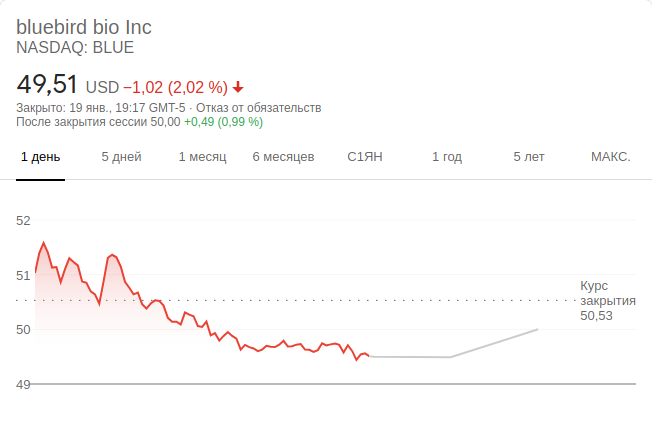 bluebird bio Inc
NASDAQ: BLUE
49,51 USD −1,02 (2,02 %)
Закрыто: 19 янв., 19:17 GMT-5 · Отказ от обязательств
После закрытия сессии 50,00 +0,49 (0,99 %)
1 день 5 дней 1 месяц 6 месяцев С1ЯН 1 год 5 лет МАКС.
52
51
Курс
закрытия
50,53
50
49